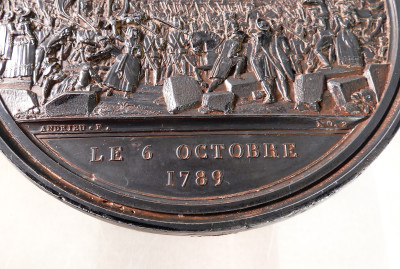 ANDRIEU·F.
LE 6 OCTOBRE
1789